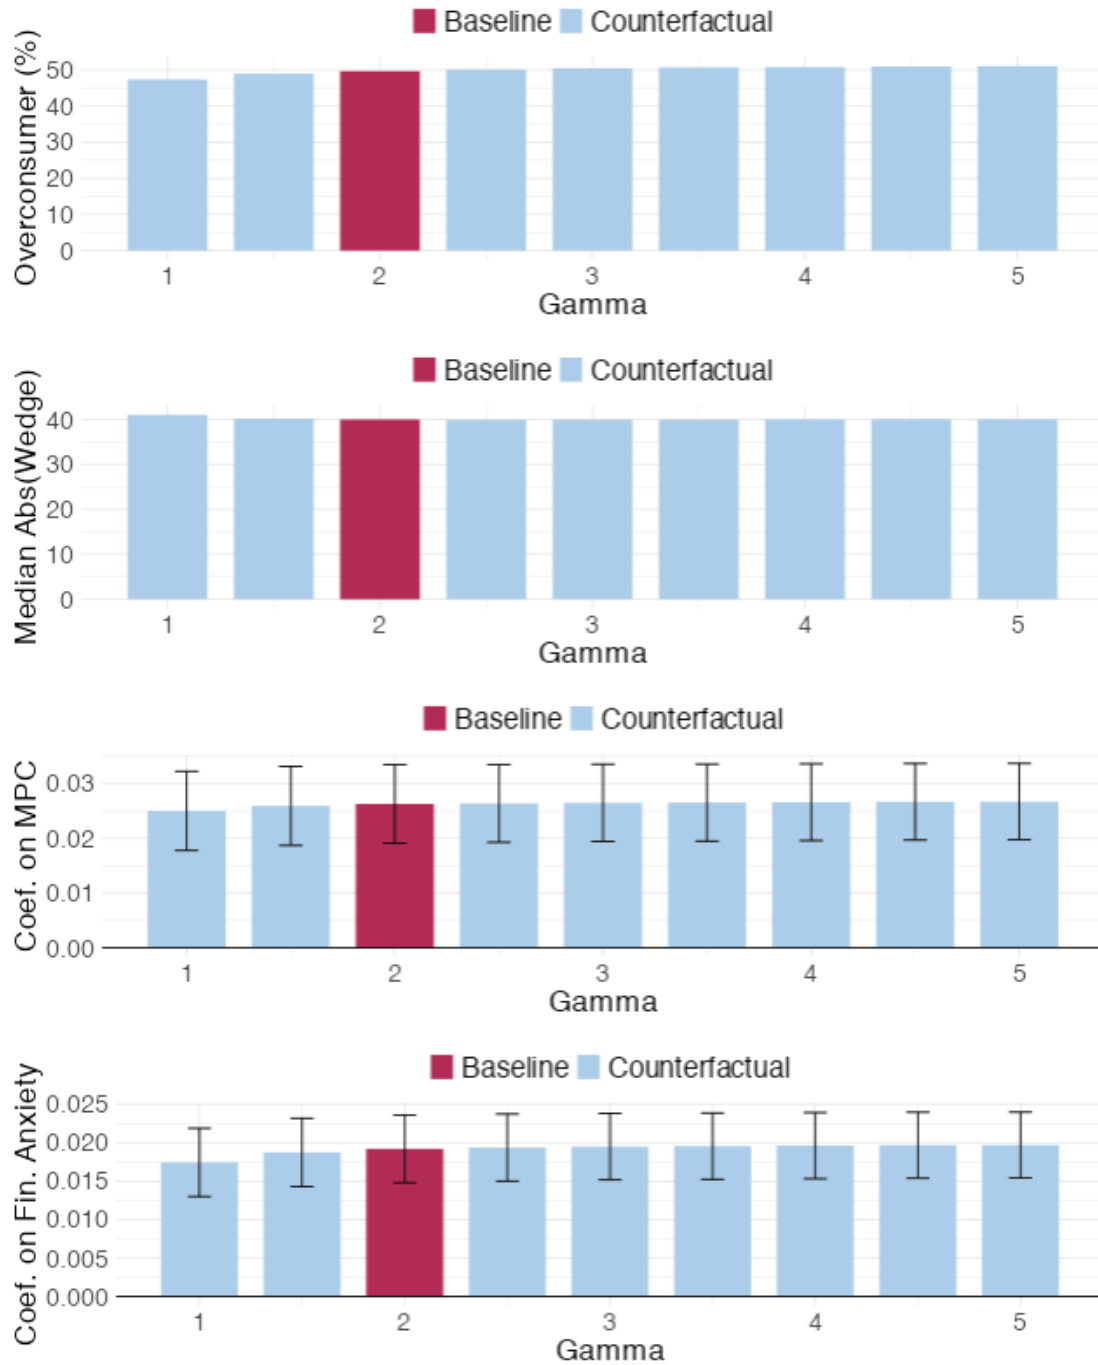 Baseline Counterfactual
Overconsumer (%)
50
40
30
20
10
0
1 2 3 4 5
Gamma
Baseline Counterfactual
Median Abs(Wedge)
40
30
20
10
0
1 2 3 4 5
Gamma
Baseline Counterfactual
Coef. on MPC
0.03
0.02
0.01
0.00
1 2 3 4 5
Gamma
Baseline Counterfactual
Coef. on Fin. Anxiety
0.025
0.020
0.015
0.010
0.005
0.000
1 2 3 4 5
Gamma